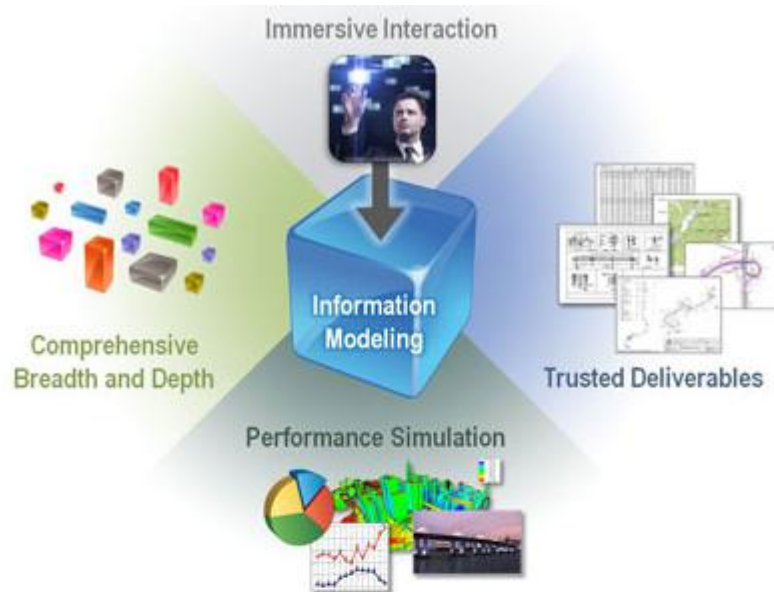 Immersive Interaction
Information
Modeling
Comprehensive
Breadth and Depth
Trusted Deliverables
Performance Simulation